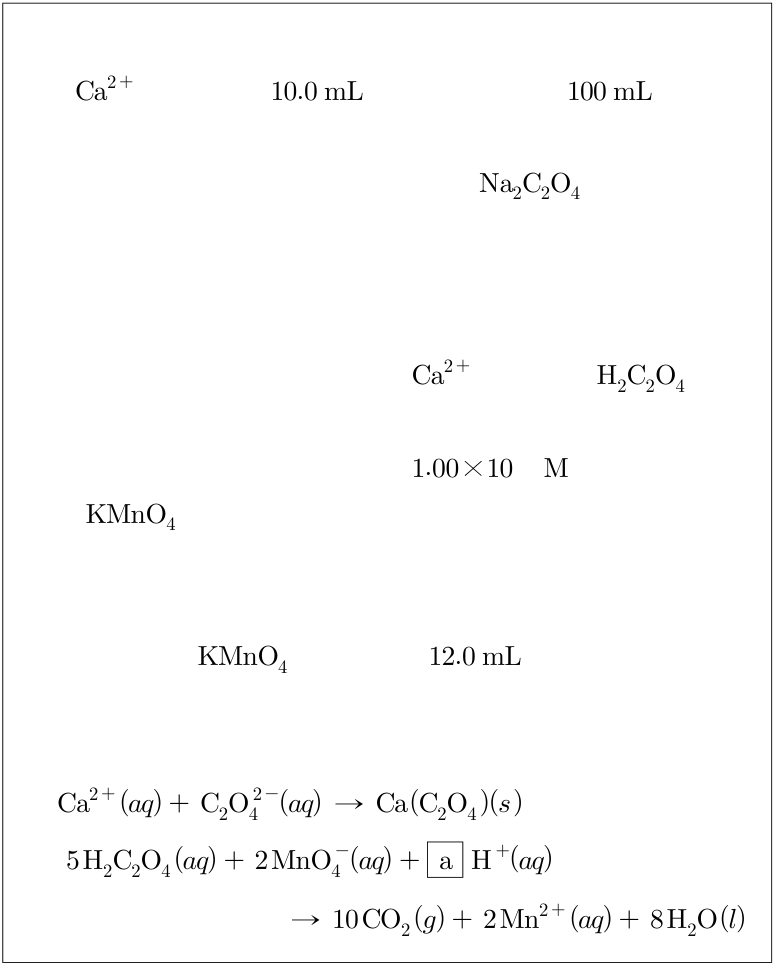 Ca²⁺ 10.0 mL 100 mL
Na₂C₂O₄
Ca²⁺ H₂C₂O₄
1.00×10 M
KMnO₄
KMnO₄ 12.0 mL
Ca²⁺(aq) + C₂O₄²⁻(aq) → Ca(C₂O₄)(s)
5H₂C₂O₄(aq) + 2MnO₄⁻(aq) + a H⁺(aq)
→ 10CO₂(g) + 2Mn²⁺(aq) + 8H₂O(l)